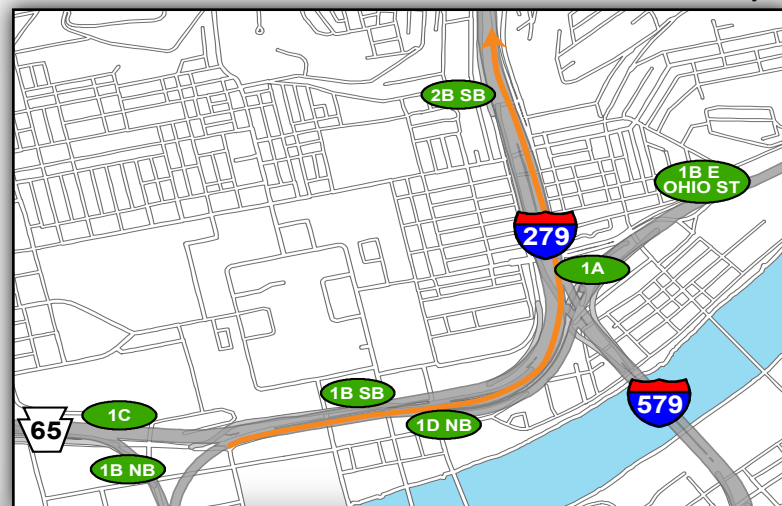 2B SB
1B E
OHIO ST
279
1A
1B SB
579
1C
1D NB
65
1B NB